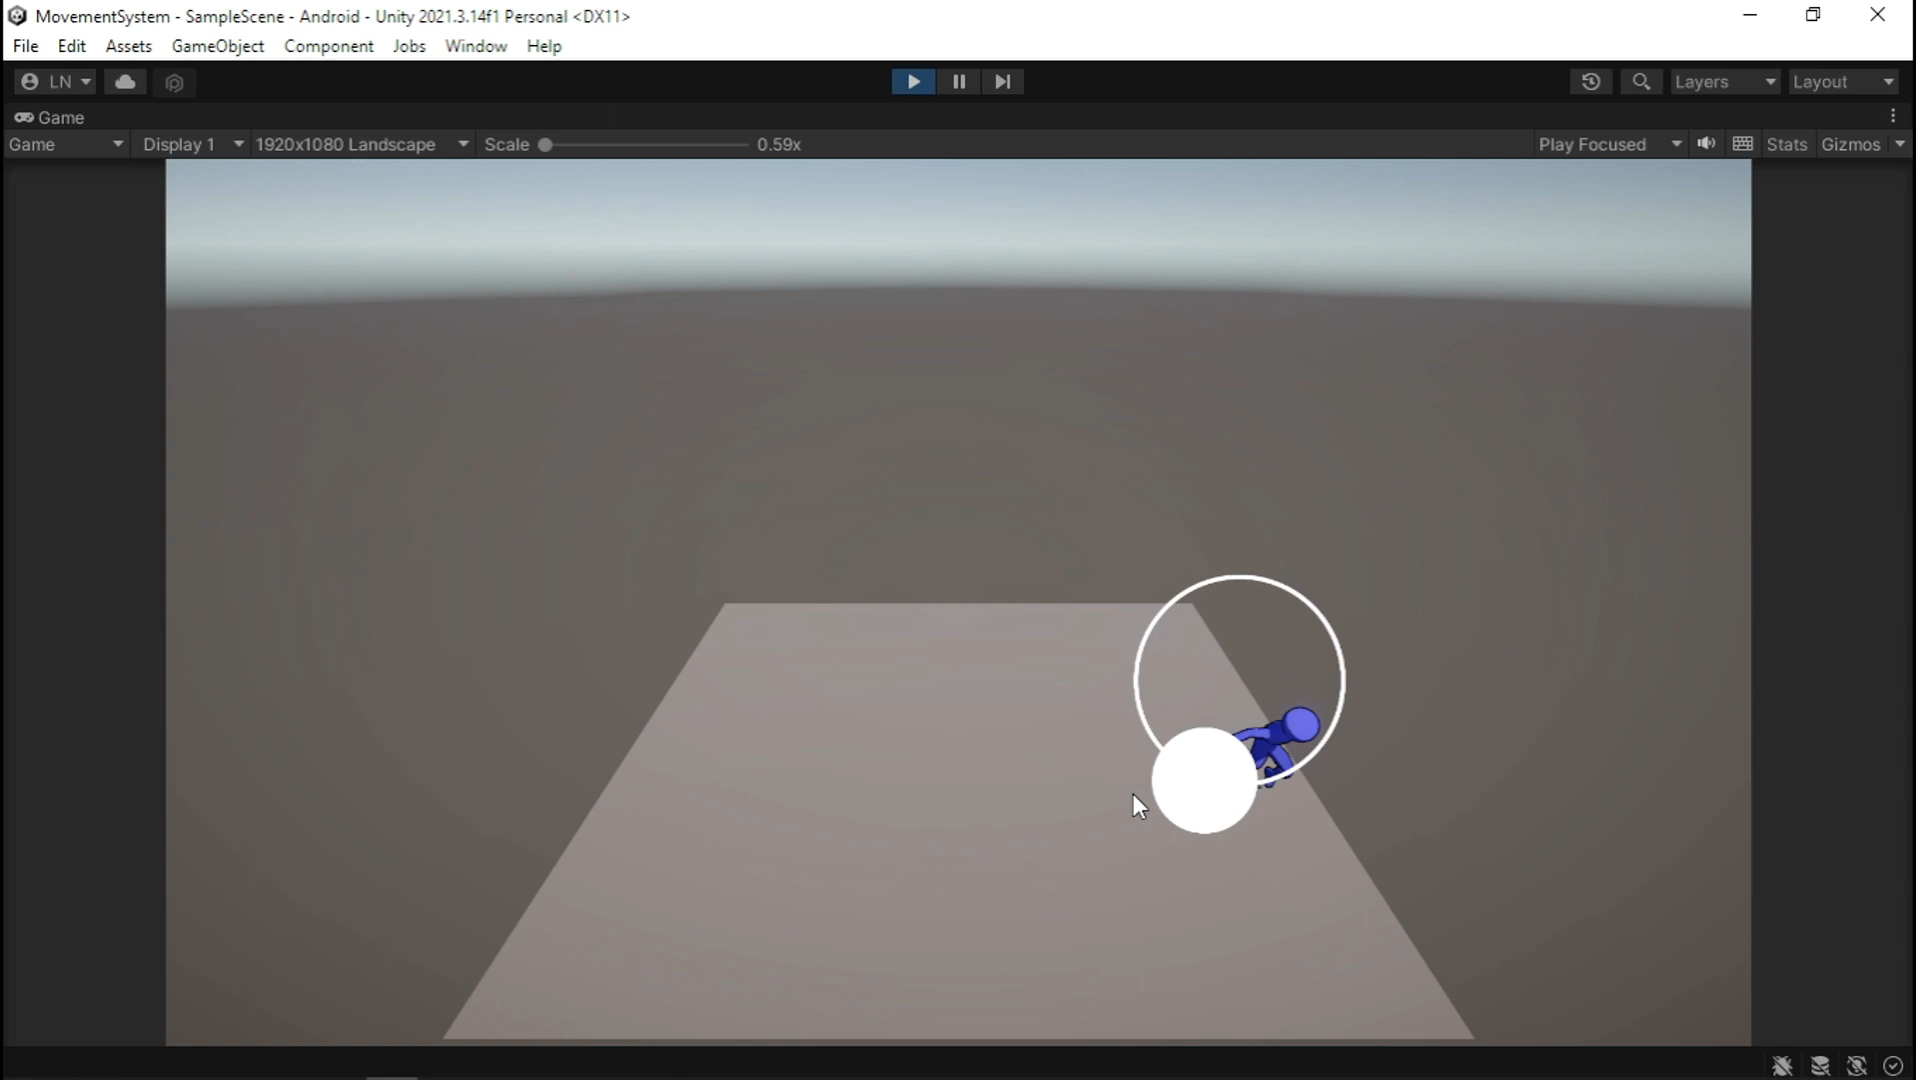 MovementSystem - SampleScene - Android - Unity 2021.3.14f1 Personal <DX11>
File Edit Assets GameObject Component Jobs Window Help
LN Layers Layout
Game
Game Display 1 1920x1080 Landscape Scale 0.59x Play Focused Stats Gizmos